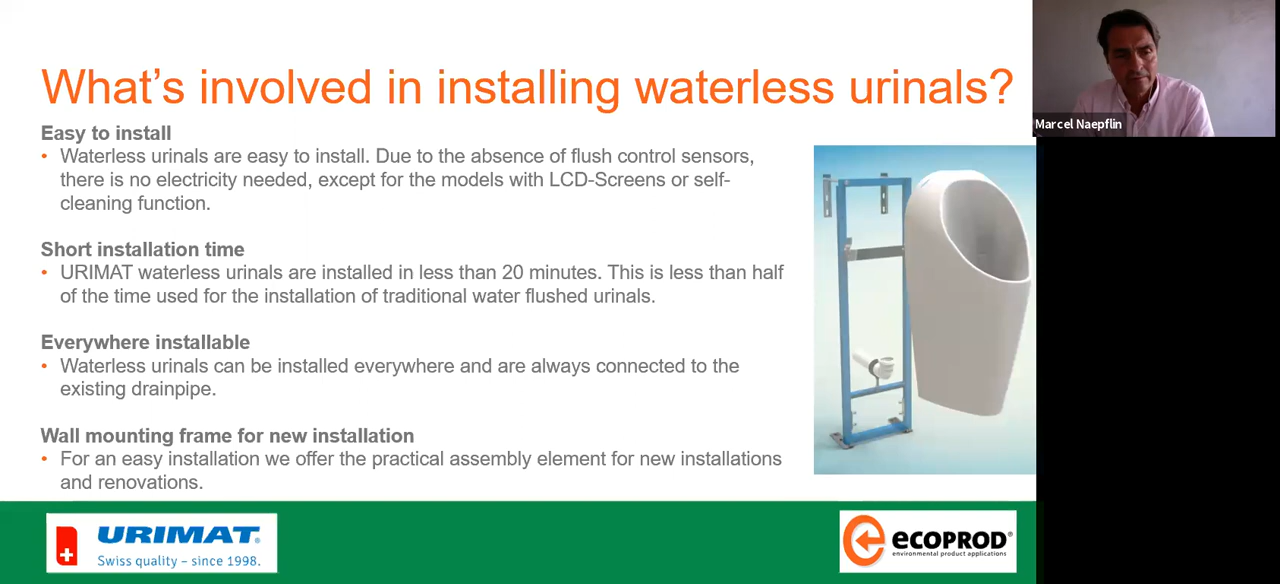 What's involved in installing waterless urinals?
Marcel Naepflin
Easy to install
• Waterless urinals are easy to install. Due to the absence of flush control sensors,
there is no electricity needed, except for the models with LCD-Screens or self-
cleaning function.
Short installation time
• URIMAT waterless urinals are installed in less than 20 minutes. This is less than half
of the time used for the installation of traditional water flushed urinals.
Everywhere installable
• Waterless urinals can be installed everywhere and are always connected to the
existing drainpipe.
Wall mounting frame for new installation
• For an easy installation we offer the practical assembly element for new installations
and renovations.
URIMAT®
Swiss quality – since 1998.
ECOPROD®
environmental product applications